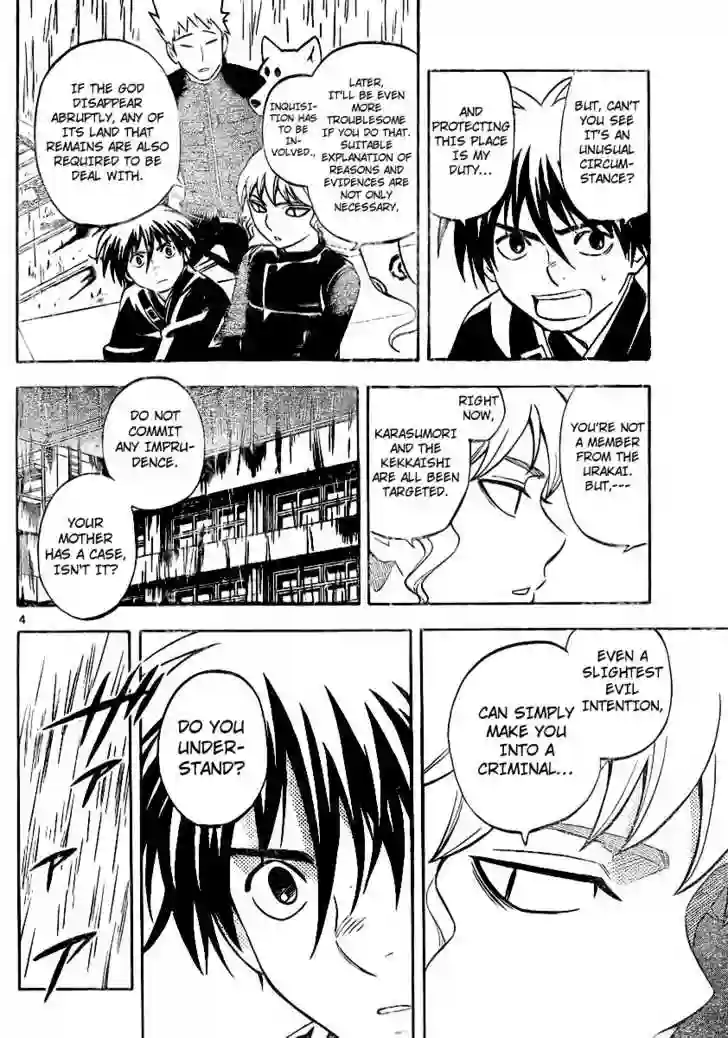 BUT, CAN'T
YOU SEE
IT'S AN
UNUSUAL
CIRCUM-
STANCE?
AND
PROTECTING
THIS PLACE
IS MY
DUTY...
LATER,
IT'LL BE EVEN
MORE
TROUBLESOME
IF YOU DO THAT.
SUITABLE
EXPLANATION OF
REASONS AND
EVIDENCES ARE
NOT ONLY
NECESSARY.
INQUISI-
TION HAS
TO BE
IN-
VOLVED.,
IF THE GOD
DISAPPEAR
ABRUPTLY, ANY OF
ITS LAND THAT
REMAINS ARE ALSO
REQUIRED TO BE
DEAL WITH.
YOU'RE NOT
A MEMBER
FROM THE
URAKAI.
BUT,---
RIGHT
NOW,
KARASUMORI
AND THE
KEKKAISHI
ARE ALL BEEN
TARGETED.
DO NOT
COMMIT
ANY IMPRU-
DENCE.
YOUR
MOTHER
HAS A CASE,
ISN'T IT?
4
EVEN A
SLIGHTEST
EVIL
INTENTION,
CAN SIMPLY
MAKE YOU
INTO A
CRIMINAL...
DO YOU
UNDER-
STAND?
ザアアア